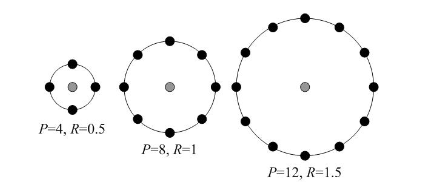 P=4, R=0.5
P=8, R=1
P=12, R=1.5